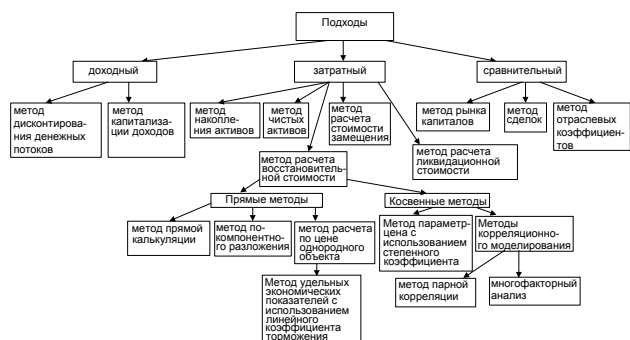 Подходы
доходный
затратный
сравнительный
метод
дисконтирова-
ния денежных
потоков
метод
капитализа-
ции доходов
метод
накопле-
ния активов
метод
чистых
активов
метод
расчета
стоимости
замещения
метод рынка
капиталов
метод
сделок
метод
отраслевых
коэффициен-
тов
метод расчета
восстановитель-
ной стоимости
метод расчета
ликвидационной
стоимости
Прямые методы
Косвенные методы
метод прямой
калькуляции
метод по-
компонентного
разложения
метод расчета
по цене
однородного
объекта
Метод параметр-
цена с
использованием
степенного
коэффициента
Методы
корреляционно-
го моделирования
Метод удельных
экономических
показателей с
использованием
линейного
коэффициента
торможения
метод парной
корреляции
многофакторный
анализ